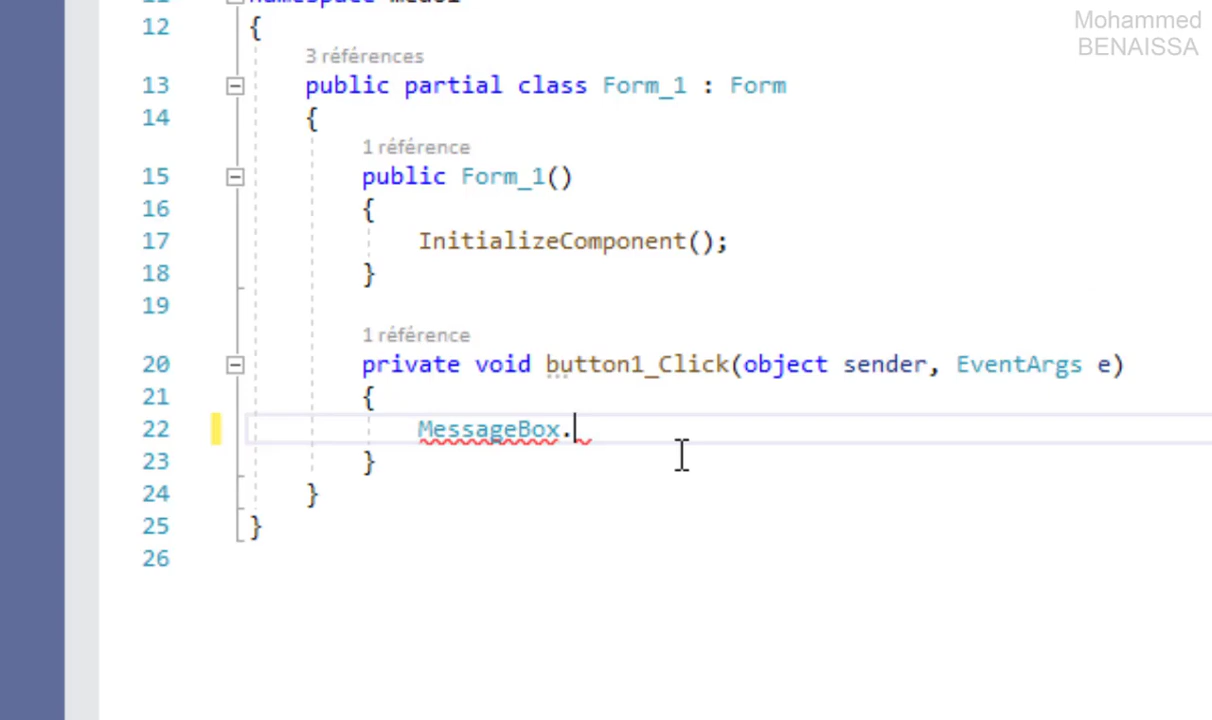 Mohammed
BENAISSA
12 {
3 références
13 public partial class Form_1 : Form
14 {
1 référence
15 public Form_1()
16 {
17 InitializeComponent();
18 }
19
1 référence
20 private void button1_Click(object sender, EventArgs e)
21 {
22 MessageBox.
23 }
24 }
25 }
26